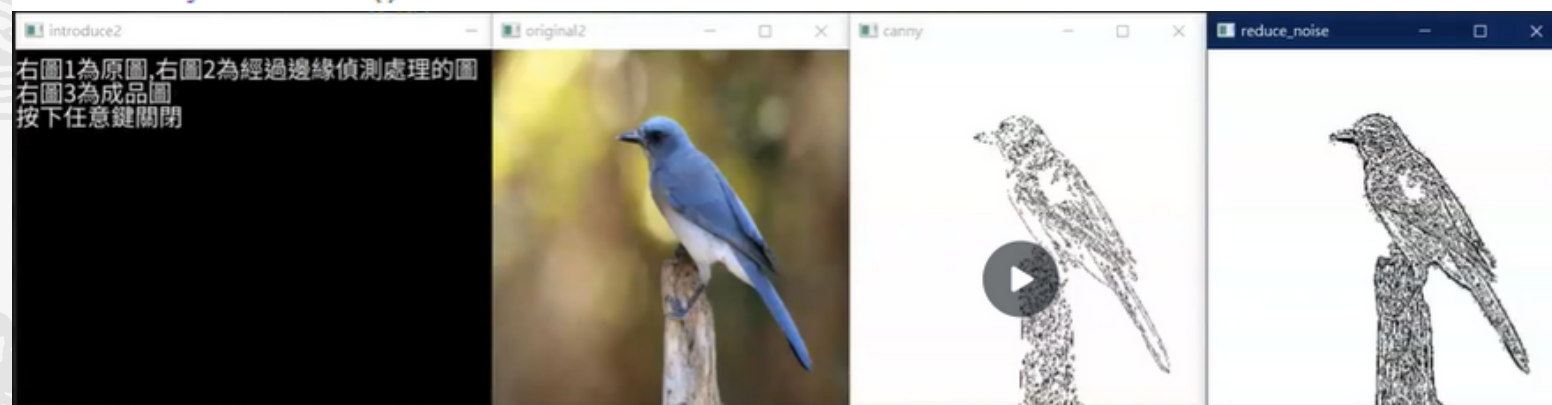 introduce2
右圖1為原圖,右圖2為經過邊緣偵測處理的圖
右圖3為成品圖
按下任意鍵關閉
original2
canny
reduce_noise